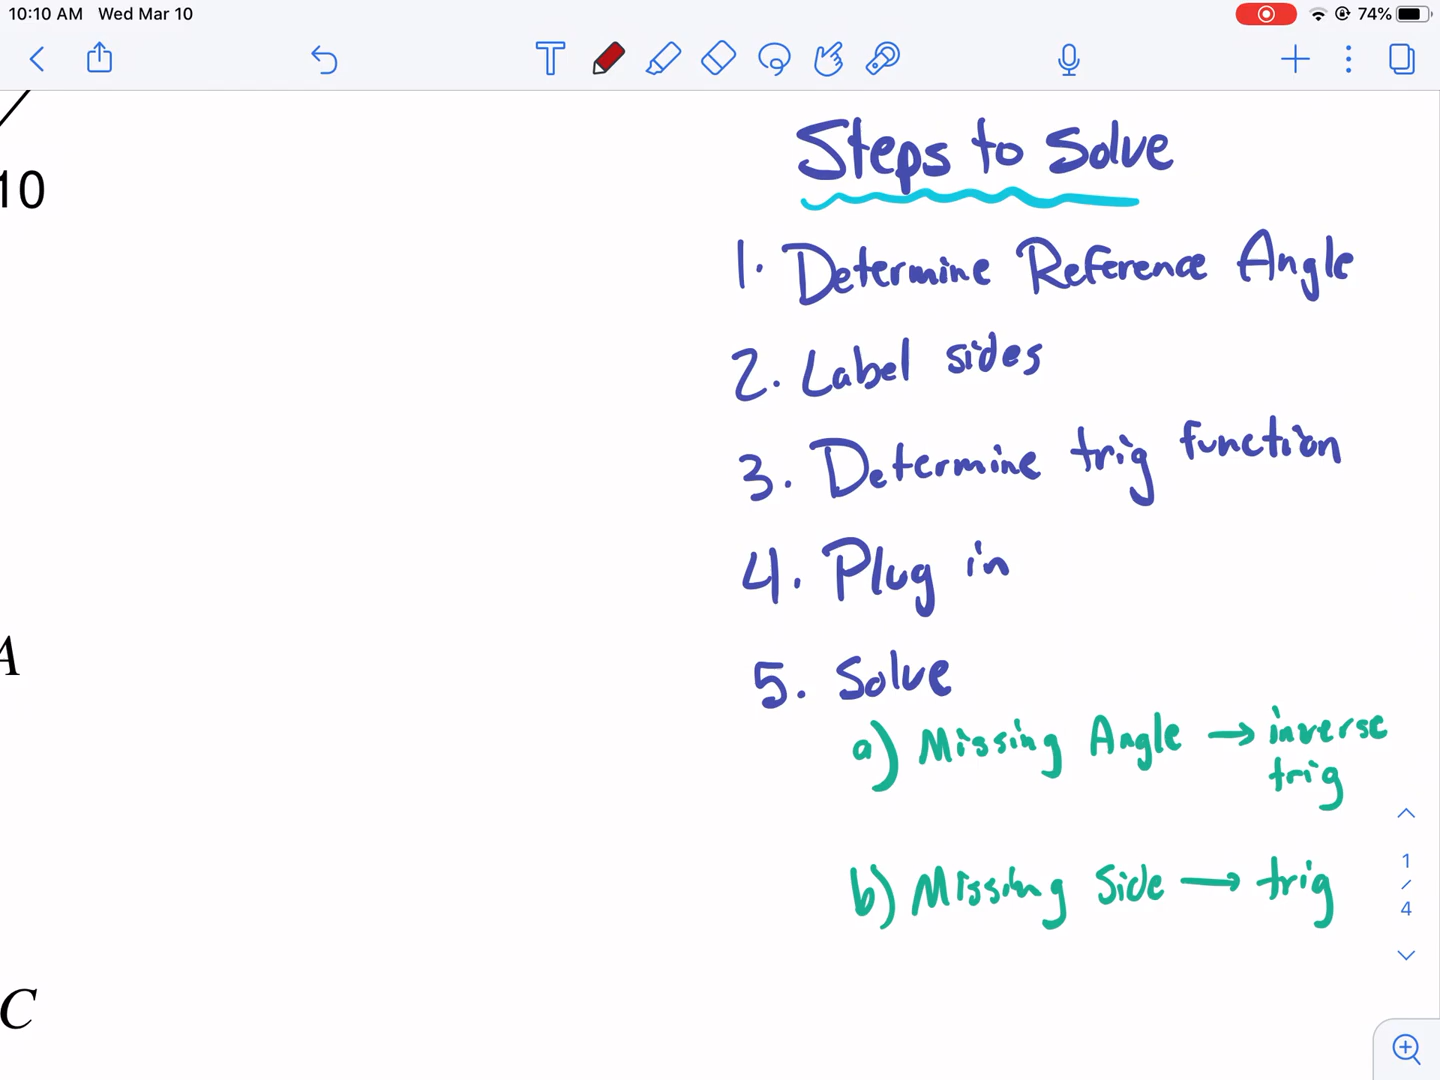 10:10 AM Wed Mar 10
74%
T
Steps to Solve
10
1. Determine Reference Angle
2. Label sides
3. Determine trig function
4. Plug in
A
5. Solve
a) Missing Angle → inverse
trig
b) Missing Side → trig
1
/
4
C